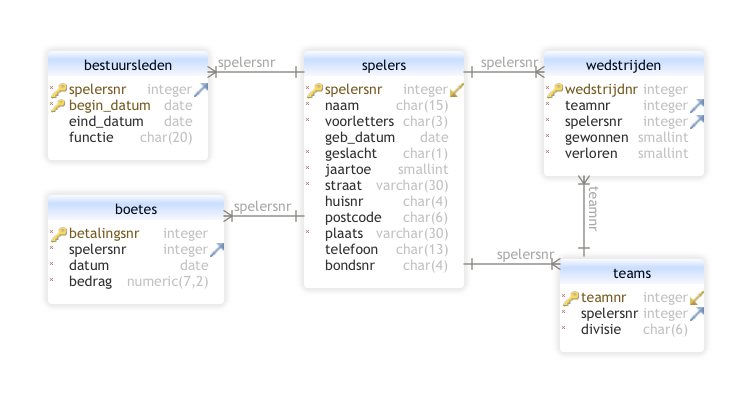 bestuursleden
spelersnr integer
begin_datum date
eind_datum date
functie char(20)
spelersnr
spelers
spelersnr integer
naam char(15)
voorletters char(3)
geb_datum date
geslacht char(1)
jaartoe smallint
straat varchar(30)
huisnr char(4)
postcode char(6)
plaats varchar(30)
telefoon char(13)
bondsnr char(4)
spelersnr
wedstrijden
wedstrijdnr integer
teamnr integer
spelersnr integer
gewonnen smallint
verloren smallint
boetes
betalingsnr integer
spelersnr integer
datum date
bedrag numeric(7,2)
spelersnr
teamnr
spelersnr
teams
teamnr integer
spelersnr integer
divisie char(6)